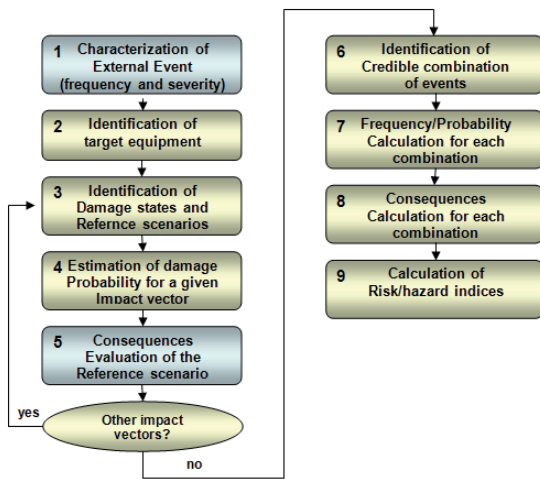 1 Characterization of
External Event
(frequency and severity)
2 Identification of
target equipment
3 Identification of
Damage states and
Refernce scenarios
4 Estimation of damage
Probability for a given
Impact vector
5 Consequences
Evaluation of the
Reference scenario
Other impact
vectors?
yes
no
6 Identification of
Credible combination
of events
7 Frequency/Probability
Calculation for each
combination
8 Consequences
Calculation for each
combination
9 Calculation of
Risk/hazard indices